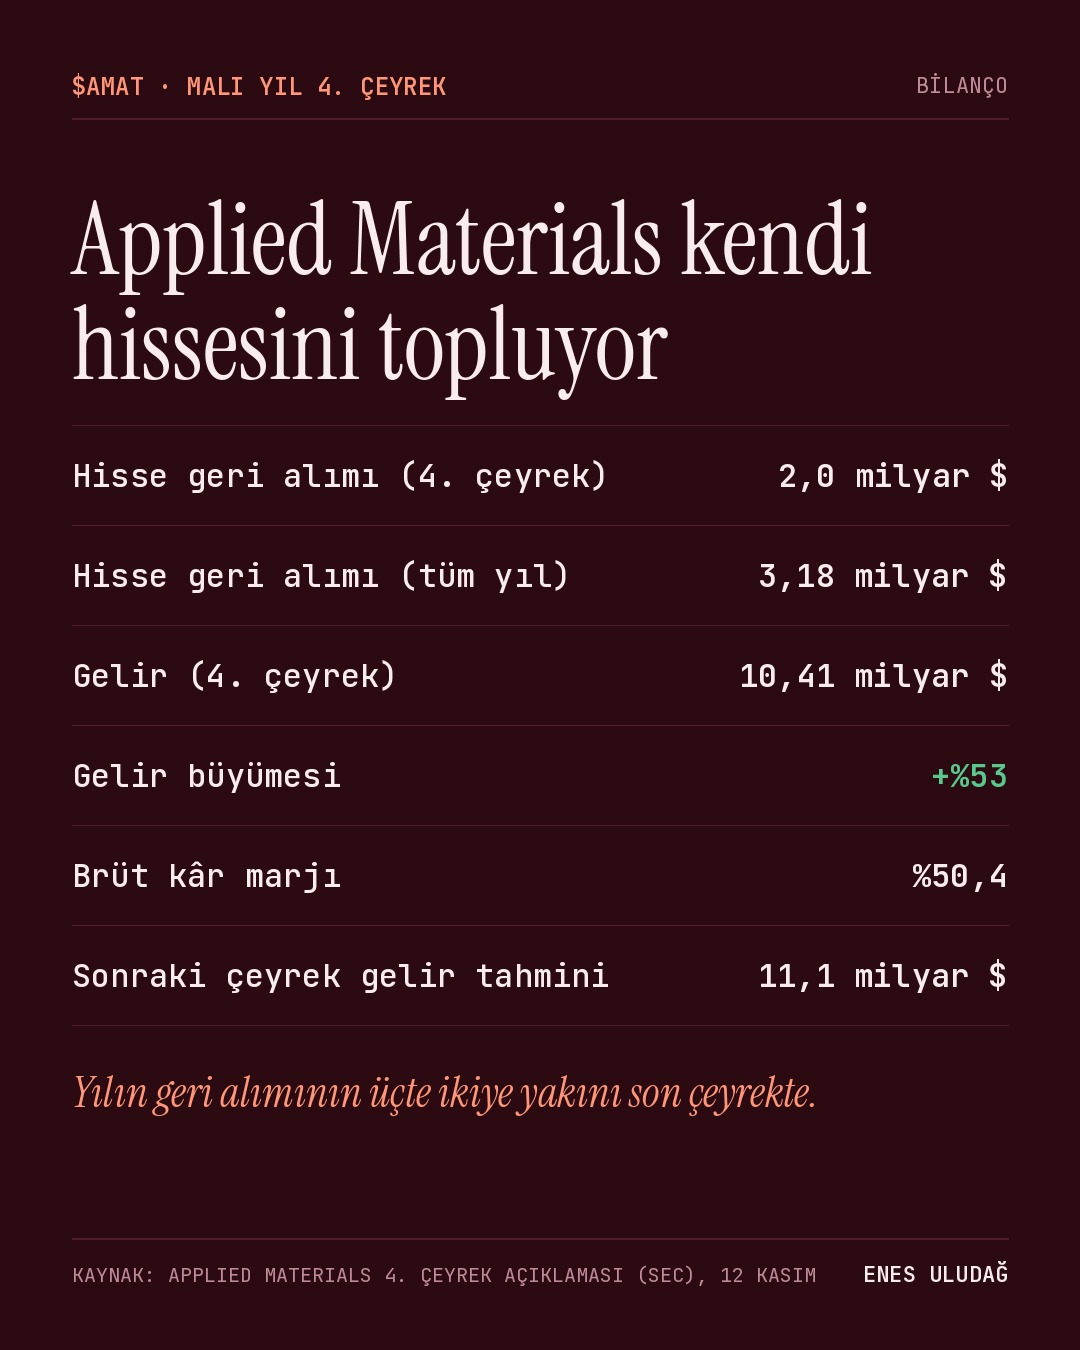 $AMAT · MALI YIL 4. ÇEYREK
BİLANÇO
Applied Materials kendi
hissesini topluyor
Hisse geri alımı (4. çeyrek) 2,0 milyar $
Hisse geri alımı (tüm yıl) 3,18 milyar $
Gelir (4. çeyrek) 10,41 milyar $
Gelir büyümesi +%53
Brüt kâr marjı %50,4
Sonraki çeyrek gelir tahmini 11,1 milyar $
Yılın geri alımının üçte ikiye yakını son çeyrekte.
KAYNAK: APPLIED MATERIALS 4. ÇEYREK AÇIKLAMASI (SEC), 12 KASIM
ENES ULUDAĞ